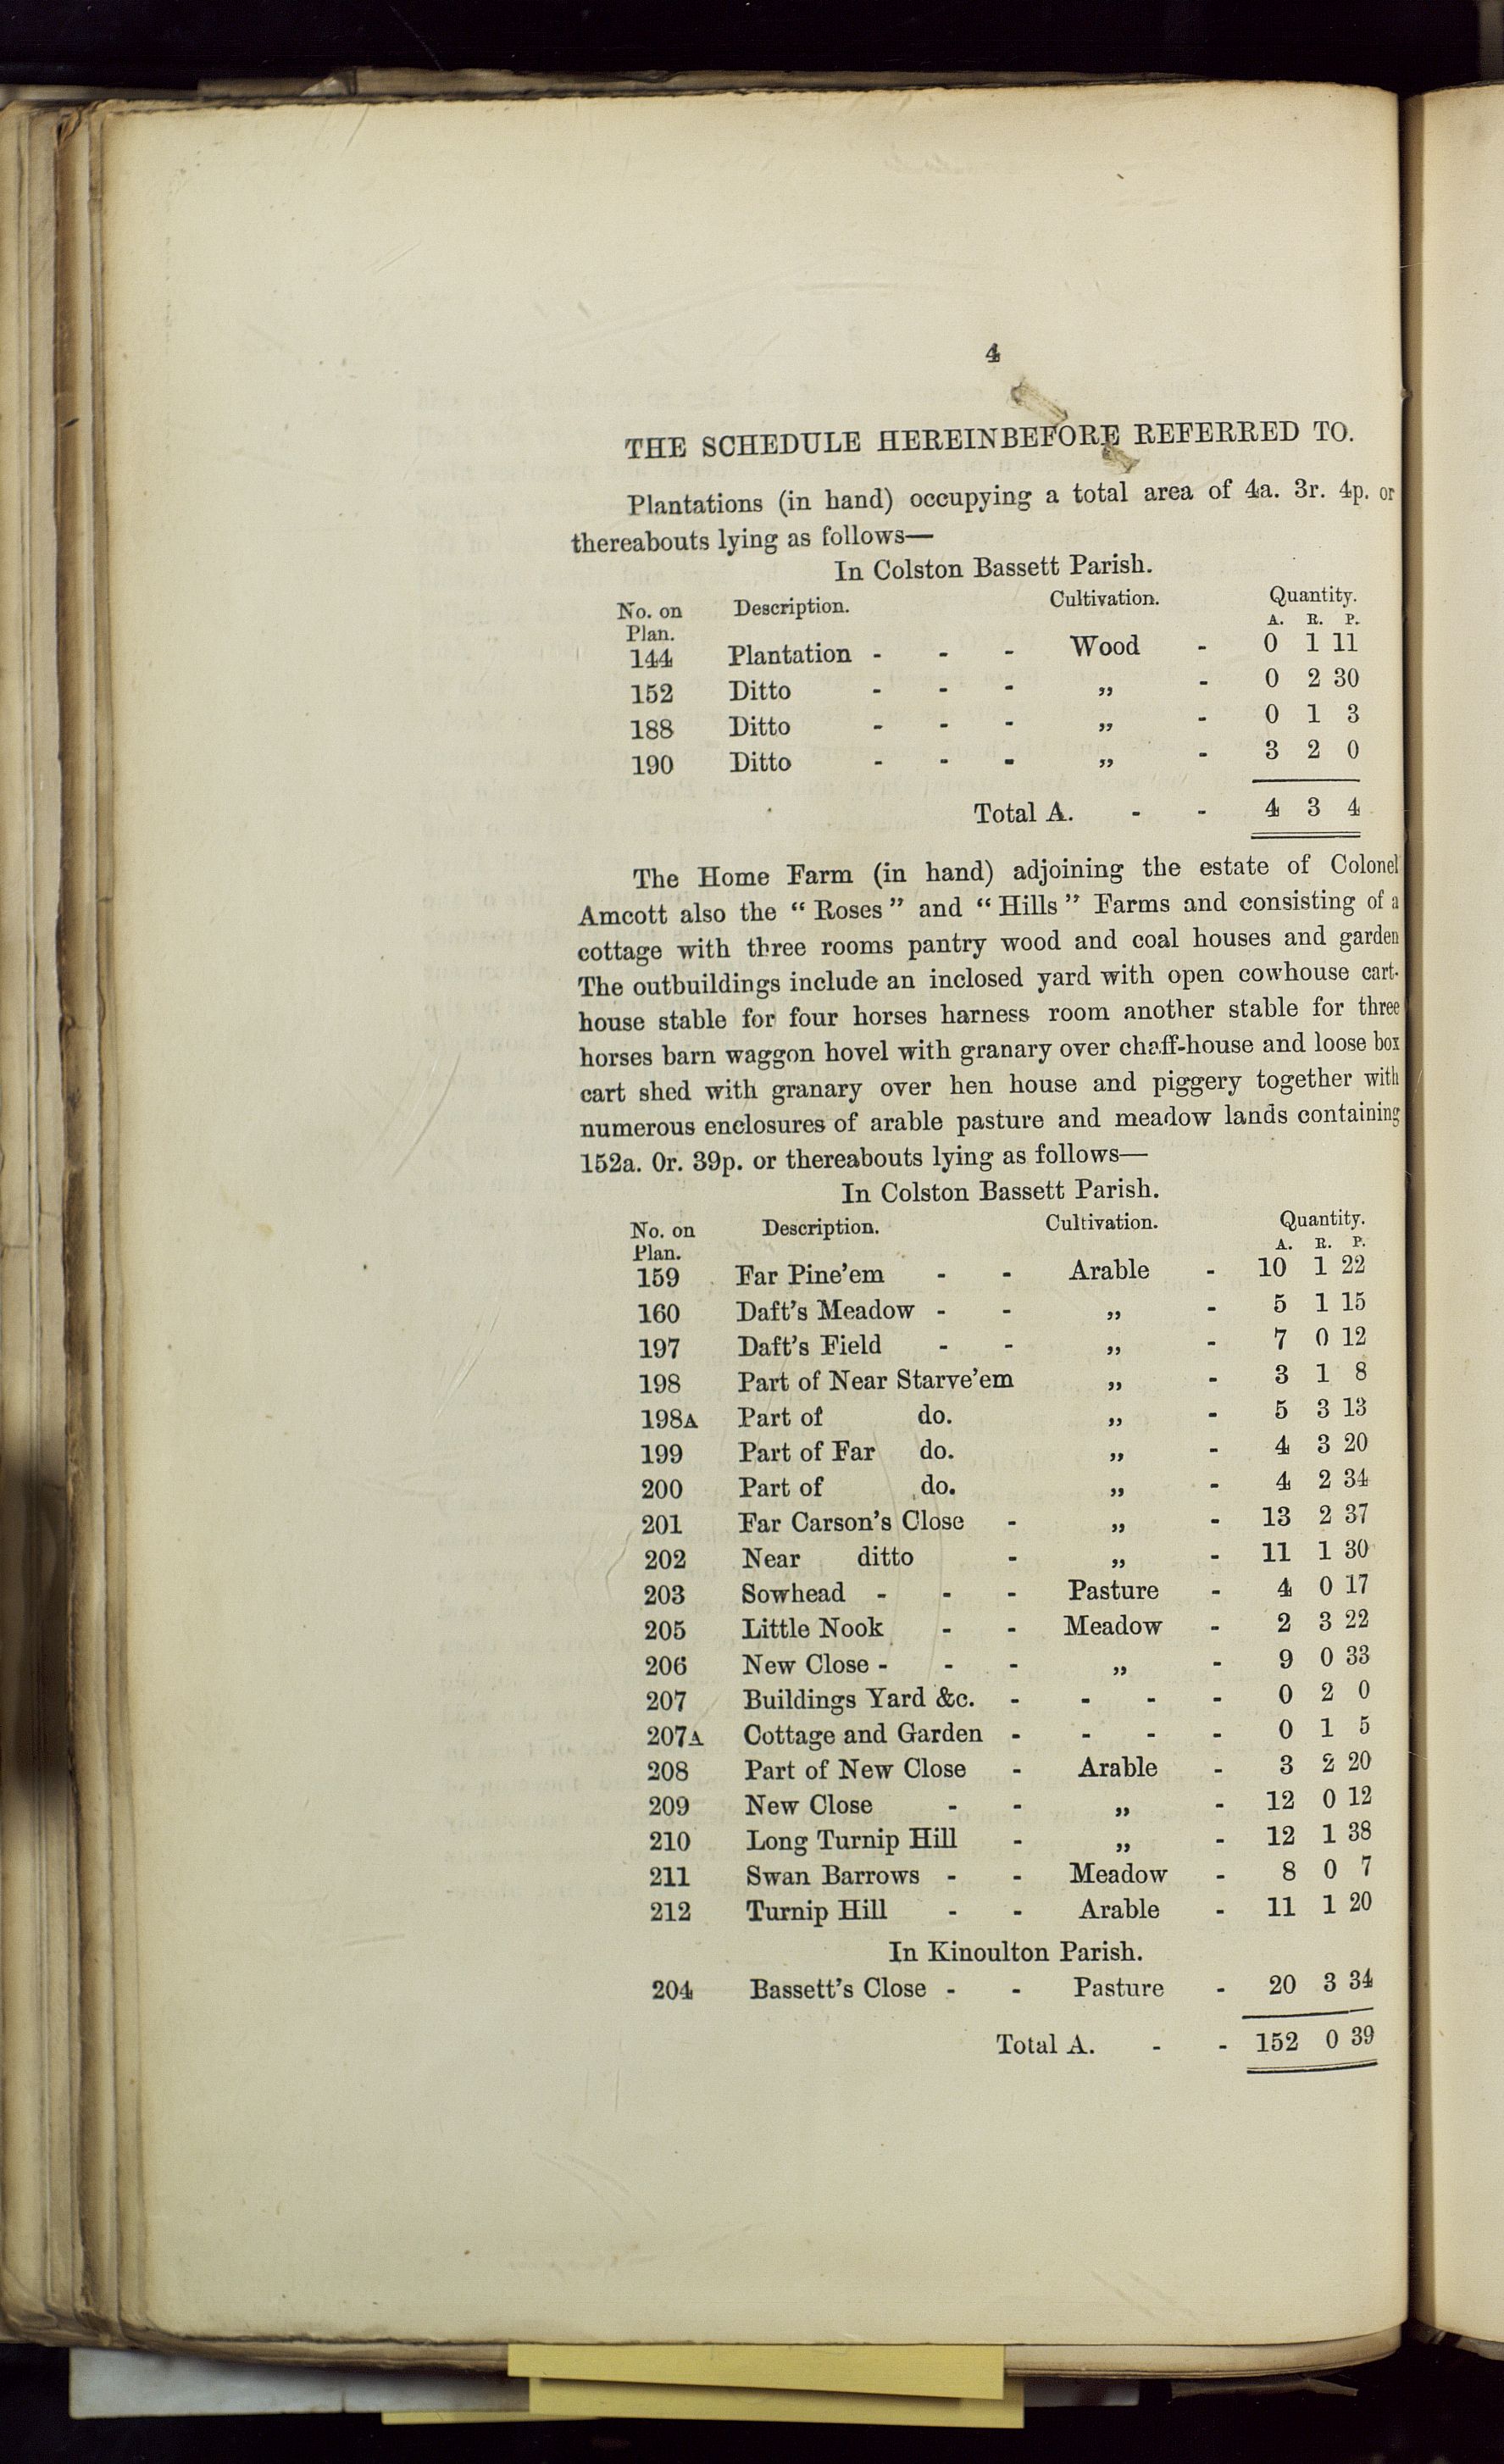 4
THE SCHEDULE HEREINBEFORE REFERRED TO.
Plantations (in hand) occupying a total area of 4a. 3r. 4p. or
thereabouts lying as follows—
In Colston Bassett Parish.
No. on Description. Cultivation. Quantity.
Plan. A. R. P.
144 Plantation - - - Wood - 0 1 11
152 Ditto - - - „ - 0 2 30
188 Ditto - - - „ - 0 1 3
190 Ditto - - - „ - 3 2 0
Total A. - - 4 3 4
The Home Farm (in hand) adjoining the estate of Colonel
Amcott also the “ Roses ” and “ Hills ” Farms and consisting of a
cottage with three rooms pantry wood and coal houses and garden
The outbuildings include an inclosed yard with open cowhouse cart-
house stable for four horses harness room another stable for three
horses barn waggon hovel with granary over chaff-house and loose box
cart shed with granary over hen house and piggery together with
numerous enclosures of arable pasture and meadow lands containing
152a. 0r. 39p. or thereabouts lying as follows—
In Colston Bassett Parish.
No. on Description. Cultivation. Quantity.
Plan. A. R. P.
159 Far Pine’em - - Arable - 10 1 22
160 Daft’s Meadow - - „ - 5 1 15
197 Daft’s Field - - „ - 7 0 12
198 Part of Near Starve’em „ - 3 1 8
198A Part of do. „ - 5 3 13
199 Part of Far do. „ - 4 3 20
200 Part of do. „ - 4 2 34
201 Far Carson’s Close - „ - 13 2 37
202 Near ditto - „ - 11 1 30
203 Sowhead - - - Pasture - 4 0 17
205 Little Nook - - Meadow - 2 3 22
206 New Close - - - „ - 9 0 33
207 Buildings Yard &c. - - - - 0 2 0
207A Cottage and Garden - - - - 0 1 5
208 Part of New Close - Arable - 3 2 20
209 New Close - - „ - 12 0 12
210 Long Turnip Hill - „ - 12 1 38
211 Swan Barrows - - Meadow - 8 0 7
212 Turnip Hill - - Arable - 11 1 20
In Kinoulton Parish.
204 Bassett’s Close - - Pasture - 20 3 34
Total A. - - 152 0 39